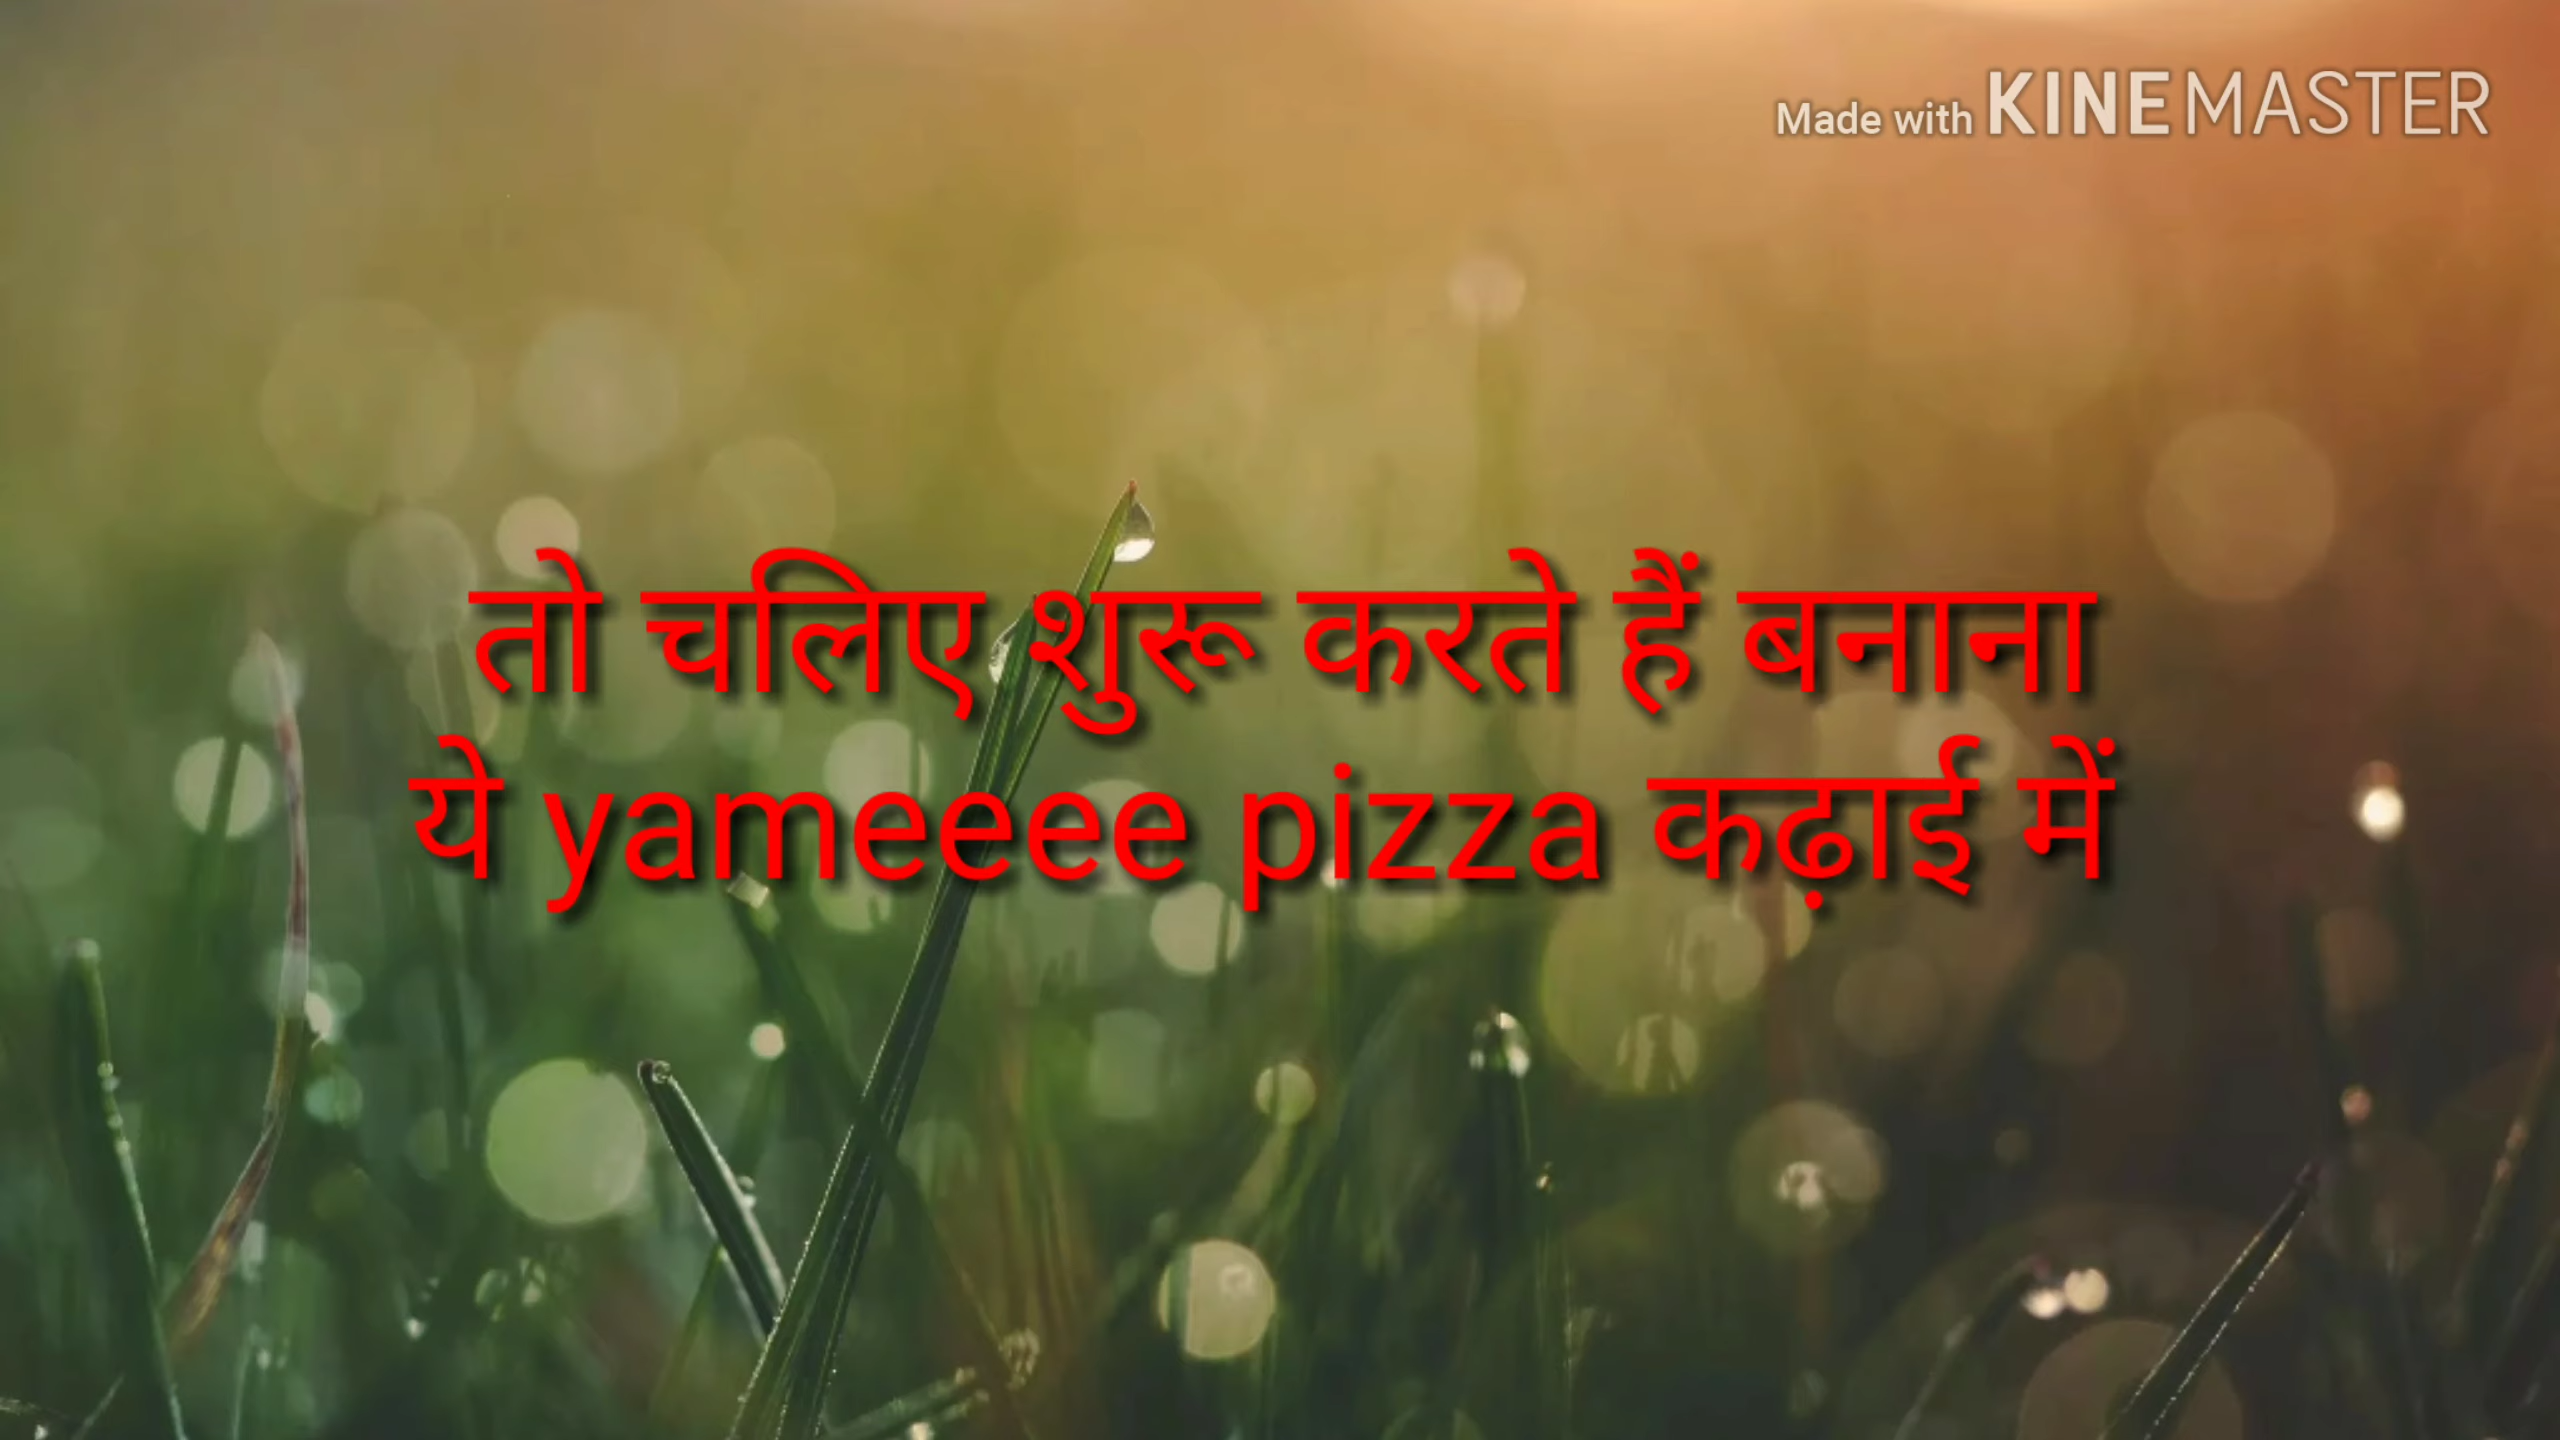 Made with KINEMASTER
तो चलिए शुरू करते हैं बनाना
ये yameeee pizza कढ़ाई में